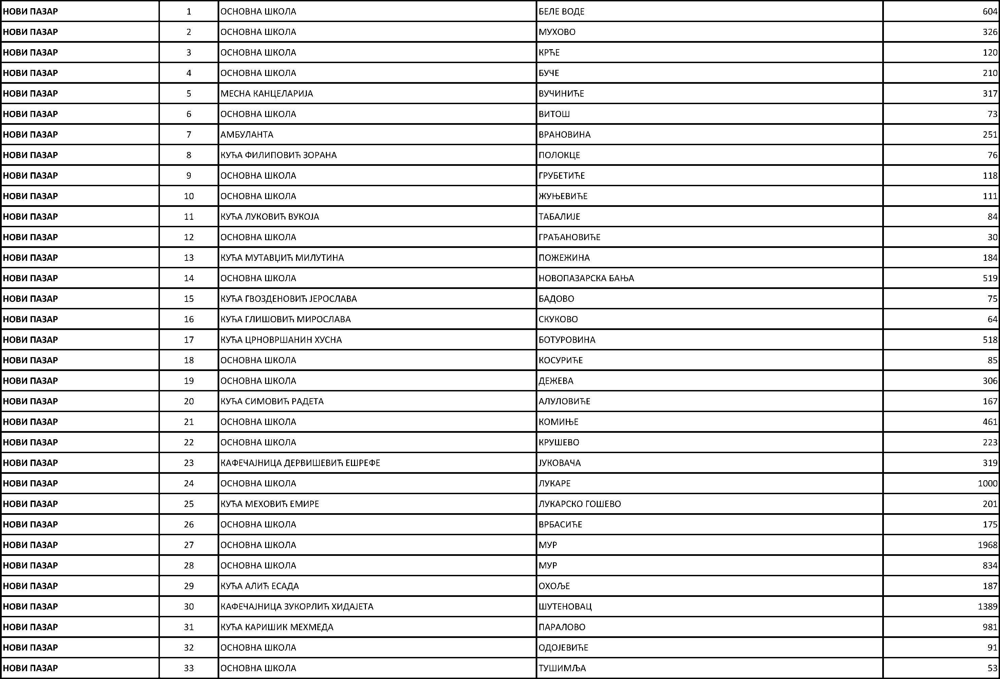 НОВИ ПАЗАР 1 ОСНОВНА ШКОЛА БЕЛЕ ВОДЕ 604
НОВИ ПАЗАР 2 ОСНОВНА ШКОЛА МУХОВО 326
НОВИ ПАЗАР 3 ОСНОВНА ШКОЛА КРЋЕ 120
НОВИ ПАЗАР 4 ОСНОВНА ШКОЛА БУЧЕ 210
НОВИ ПАЗАР 5 МЕСНА КАНЦЕЛАРИЈА ВУЧИНИЋЕ 317
НОВИ ПАЗАР 6 ОСНОВНА ШКОЛА ВИТОШ 73
НОВИ ПАЗАР 7 АМБУЛАНТА ВРАНОВИНА 251
НОВИ ПАЗАР 8 КУЋА ФИЛИПОВИЋ ЗОРАНА ПОЛОКЦЕ 76
НОВИ ПАЗАР 9 ОСНОВНА ШКОЛА ГРУБЕТИЋЕ 118
НОВИ ПАЗАР 10 ОСНОВНА ШКОЛА ЖУЊЕВИЋЕ 111
НОВИ ПАЗАР 11 КУЋА ЛУКОВИЋ ВУКОЈА ТАБАЛИЈЕ 84
НОВИ ПАЗАР 12 ОСНОВНА ШКОЛА ГРАЂАНОВИЋЕ 30
НОВИ ПАЗАР 13 КУЋА МУТАВЏИЋ МИЛУТИНА ПОЖЕЖИНА 184
НОВИ ПАЗАР 14 ОСНОВНА ШКОЛА НОВОПАЗАРСКА БАЊА 519
НОВИ ПАЗАР 15 КУЋА ГВОЗДЕНОВИЋ ЈЕРОСЛАВА БАДОВО 75
НОВИ ПАЗАР 16 КУЋА ГЛИШОВИЋ МИРОСЛАВА СКУКОВО 64
НОВИ ПАЗАР 17 КУЋА ЦРНОВРШАНИН ХУСНА БОТУРОВИНА 518
НОВИ ПАЗАР 18 ОСНОВНА ШКОЛА КОСУРИЋЕ 85
НОВИ ПАЗАР 19 ОСНОВНА ШКОЛА ДЕЖЕВА 306
НОВИ ПАЗАР 20 КУЋА СИМОВИЋ РАДЕТА АЛУЛОВИЋЕ 167
НОВИ ПАЗАР 21 ОСНОВНА ШКОЛА КОМИЊЕ 461
НОВИ ПАЗАР 22 ОСНОВНА ШКОЛА КРУШЕВО 223
НОВИ ПАЗАР 23 КАФЕЧАЈНИЦА ДЕРВИШЕВИЋ ЕШРЕФЕ ЈУКОВАЧА 319
НОВИ ПАЗАР 24 ОСНОВНА ШКОЛА ЛУКАРЕ 1000
НОВИ ПАЗАР 25 КУЋА МЕХОВИЋ ЕМИРЕ ЛУКАРСКО ГОШЕВО 201
НОВИ ПАЗАР 26 ОСНОВНА ШКОЛА ВРБАСИЋЕ 175
НОВИ ПАЗАР 27 ОСНОВНА ШКОЛА МУР 1968
НОВИ ПАЗАР 28 ОСНОВНА ШКОЛА МУР 834
НОВИ ПАЗАР 29 КУЋА АЛИЋ ЕСАДА ОХОЉЕ 187
НОВИ ПАЗАР 30 КАФЕЧАЈНИЦА ЗУКОРЛИЋ ХИДАЈЕТА ШУТЕНОВАЦ 1389
НОВИ ПАЗАР 31 КУЋА КАРИШИК МЕХМЕДА ПАРАЛОВО 981
НОВИ ПАЗАР 32 ОСНОВНА ШКОЛА ОДОЈЕВИЋЕ 91
НОВИ ПАЗАР 33 ОСНОВНА ШКОЛА ТУШИМЉА 53